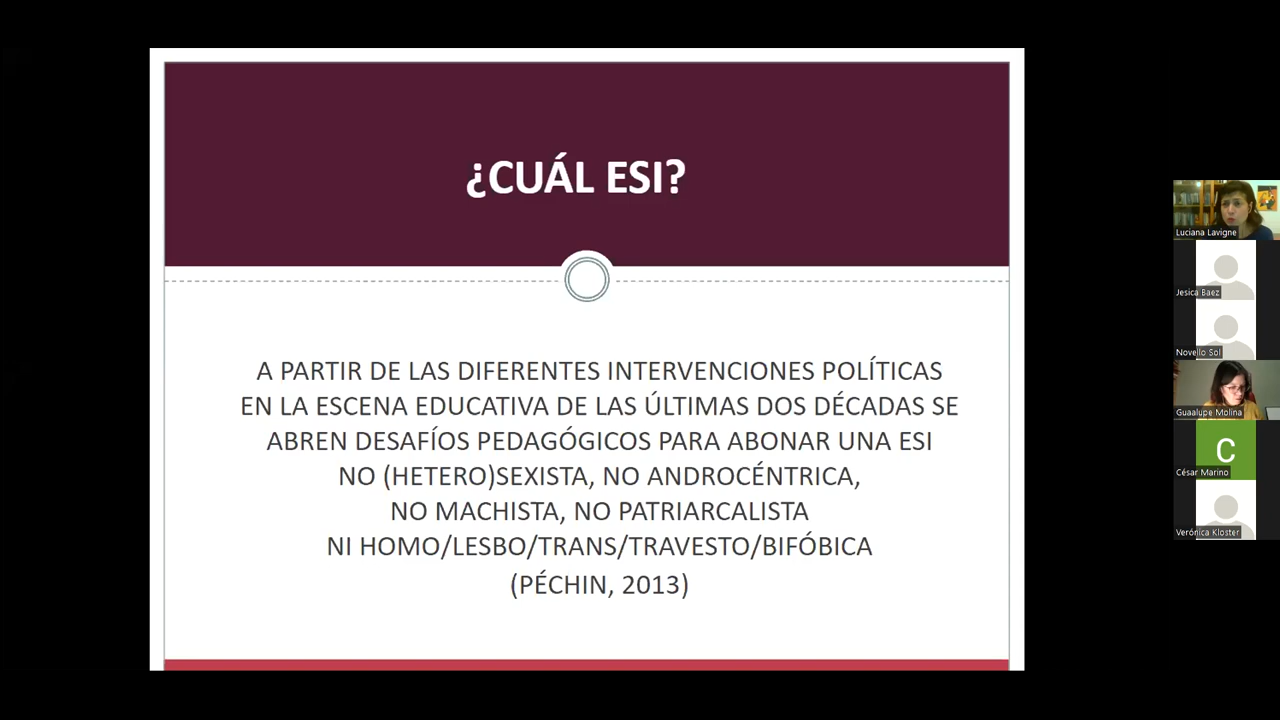 ¿CUÁL ESI?
A PARTIR DE LAS DIFERENTES INTERVENCIONES POLÍTICAS
EN LA ESCENA EDUCATIVA DE LAS ÚLTIMAS DOS DÉCADAS SE
ABREN DESAFÍOS PEDAGÓGICOS PARA ABONAR UNA ESI
NO (HETERO)SEXISTA, NO ANDROCÉNTRICA,
NO MACHISTA, NO PATRIARCALISTA
NI HOMO/LESBO/TRANS/TRAVESTO/BIFÓBICA
(PÉCHIN, 2013)
Luciana Lavigne
Jesica Baez
Novello Sol
Guaalupe Molina
C
César Marino
Verónica Kloster